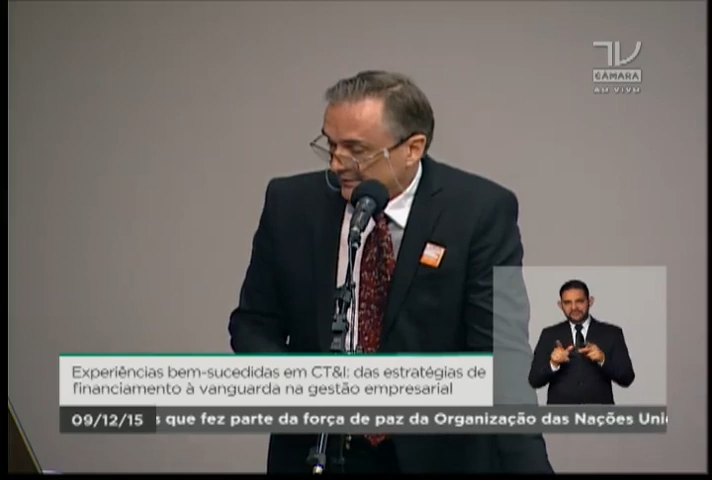 TV
CÂMARA
AO VIVO
Experiências bem-sucedidas em CT&I: das estratégias de
financiamento à vanguarda na gestão empresarial
09/12/15 s que fez parte da força de paz da Organização das Nações Uni